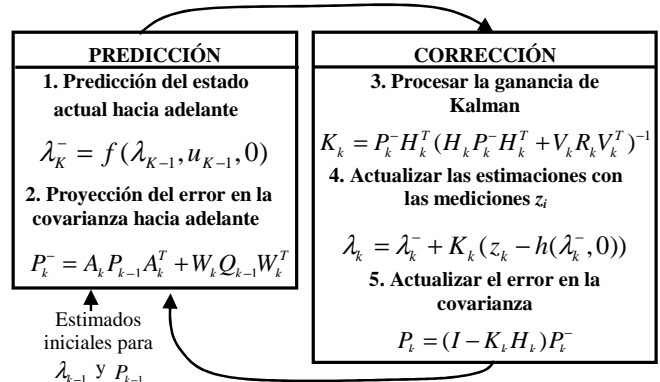 PREDICCIÓN
1. Predicción del estado
actual hacia adelante
λ_K^- = f(λ_{K-1}, u_{K-1}, 0)
2. Proyección del error en la
covarianza hacia adelante
P_k^- = A_k P_{k-1} A_k^T + W_k Q_{k-1} W_k^T
Estimados
iniciales para
λ_{k-1} y P_{k-1}
CORRECCIÓN
3. Procesar la ganancia de
Kalman
K_k = P_k^- H_k^T (H_k P_k^- H_k^T + V_k R_k V_k^T)^{-1}
4. Actualizar las estimaciones con
las mediciones z_i
λ_k = λ_k^- + K_k (z_k - h(λ_k^-, 0))
5. Actualizar el error en la
covarianza
P_k = (I - K_k H_k) P_k^-